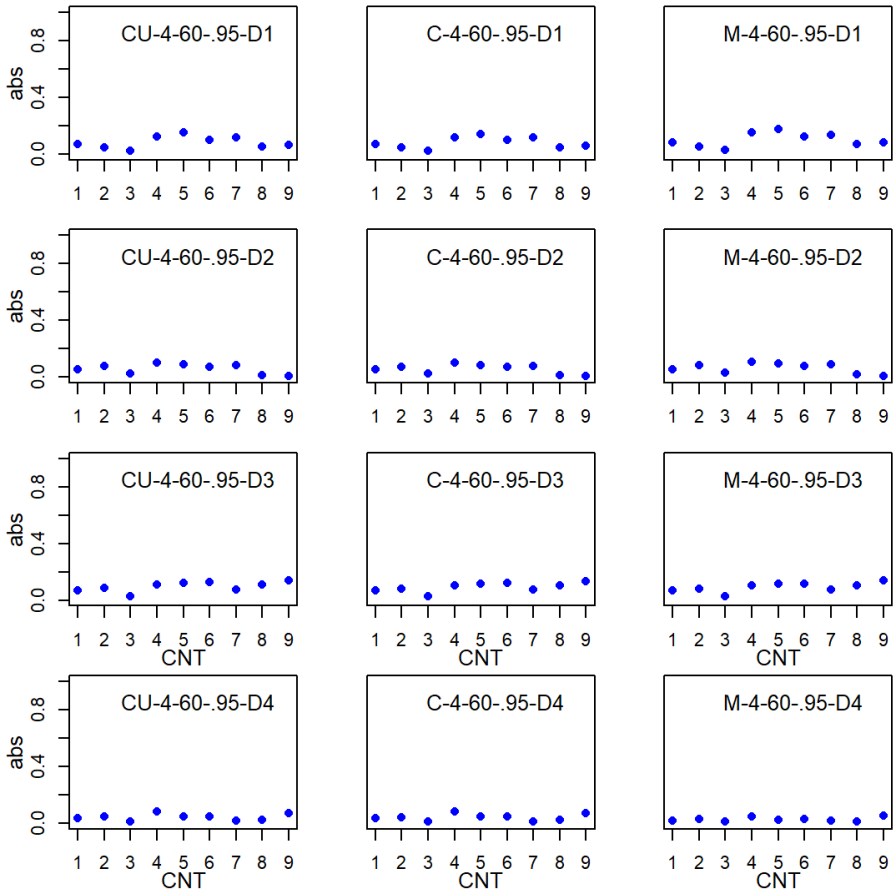 CU-4-60-.95-D1 C-4-60-.95-D1 M-4-60-.95-D1
abs
0.0 0.4 0.8
1 2 3 4 5 6 7 8 9 1 2 3 4 5 6 7 8 9 1 2 3 4 5 6 7 8 9
CU-4-60-.95-D2 C-4-60-.95-D2 M-4-60-.95-D2
abs
0.0 0.4 0.8
1 2 3 4 5 6 7 8 9 1 2 3 4 5 6 7 8 9 1 2 3 4 5 6 7 8 9
CU-4-60-.95-D3 C-4-60-.95-D3 M-4-60-.95-D3
abs
0.0 0.4 0.8
1 2 3 4 5 6 7 8 9 1 2 3 4 5 6 7 8 9 1 2 3 4 5 6 7 8 9
CNT CNT CNT
CU-4-60-.95-D4 C-4-60-.95-D4 M-4-60-.95-D4
abs
0.0 0.4 0.8
1 2 3 4 5 6 7 8 9 1 2 3 4 5 6 7 8 9 1 2 3 4 5 6 7 8 9
CNT CNT CNT